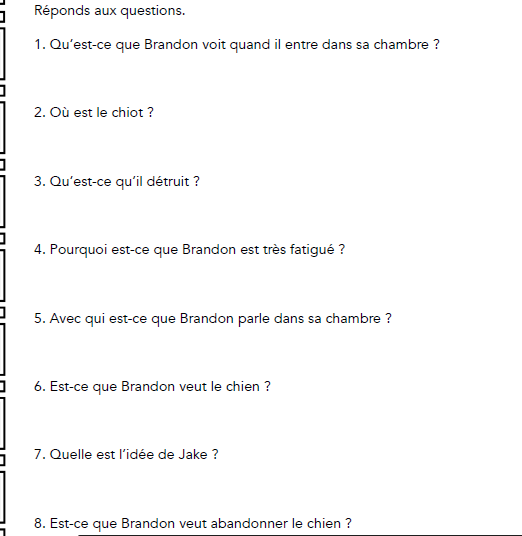 Réponds aux questions.
1. Qu’est-ce que Brandon voit quand il entre dans sa chambre ?
2. Où est le chiot ?
3. Qu’est-ce qu’il détruit ?
4. Pourquoi est-ce que Brandon est très fatigué ?
5. Avec qui est-ce que Brandon parle dans sa chambre ?
6. Est-ce que Brandon veut le chien ?
7. Quelle est l’idée de Jake ?
8. Est-ce que Brandon veut abandonner le chien ?